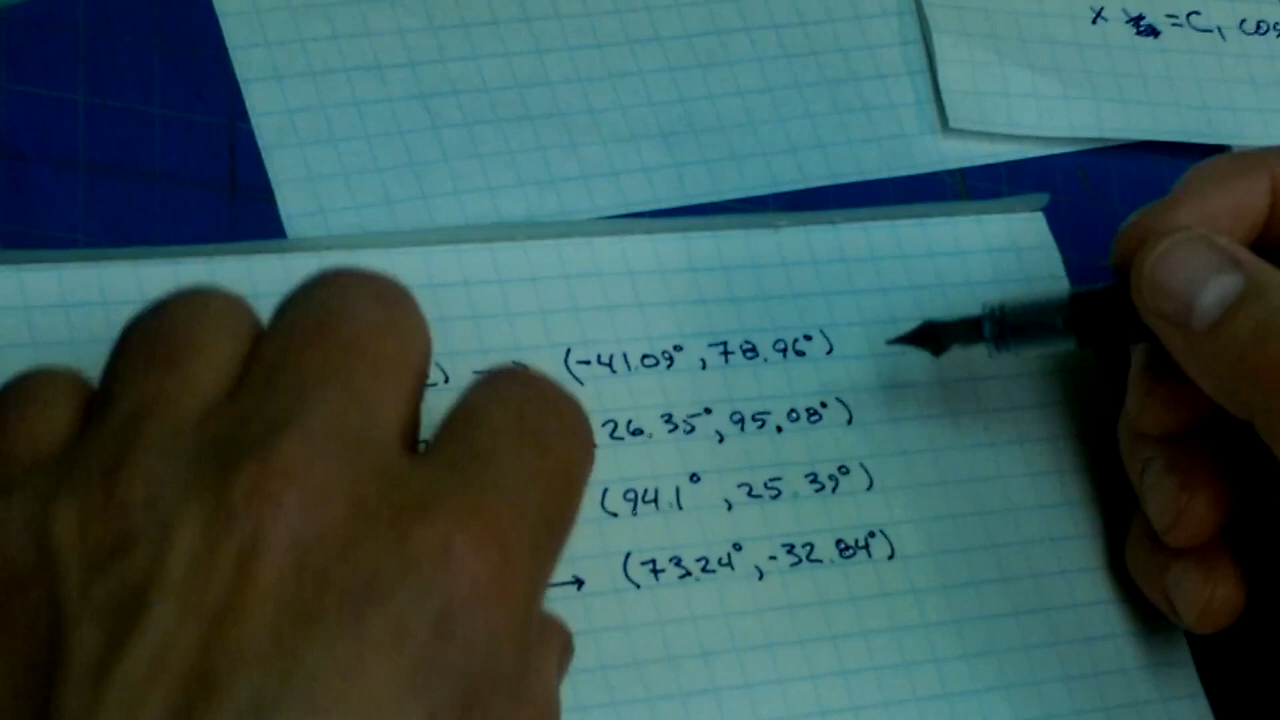 x = C₁ cos
) → (-41.09°, 78.96°)
26.35°, 95.08°)
(94.1°, 25.39°)
→ (73.24°, -32.84°)